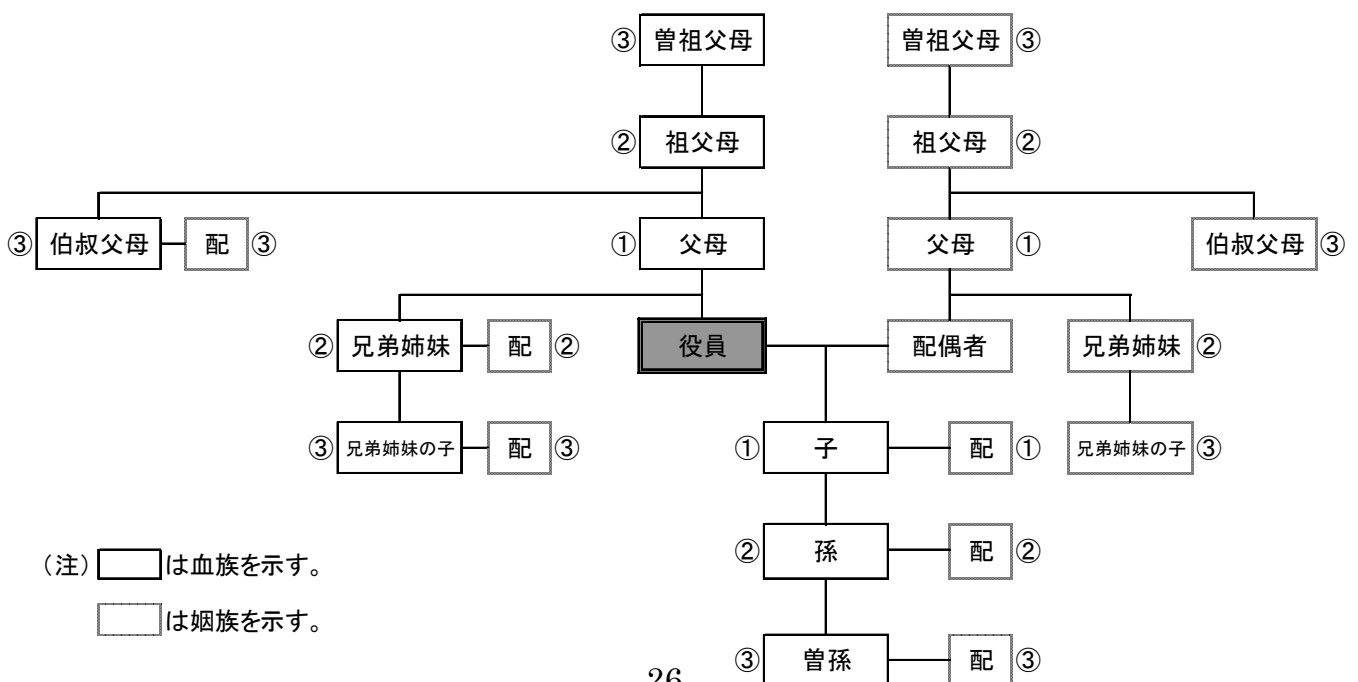 ③ 曽祖父母 曽祖父母 ③
② 祖父母 祖父母 ②
③ 伯叔父母 配 ③ ① 父母 父母 ① 伯叔父母 ③
② 兄弟姉妹 配 ② 役員 配偶者 兄弟姉妹 ②
③ 兄弟姉妹の子 配 ③ ① 子 配 ① 兄弟姉妹の子 ③
② 孫 配 ②
（注） は血族を示す。
は姻族を示す。
③ 曽孫 配 ③
26